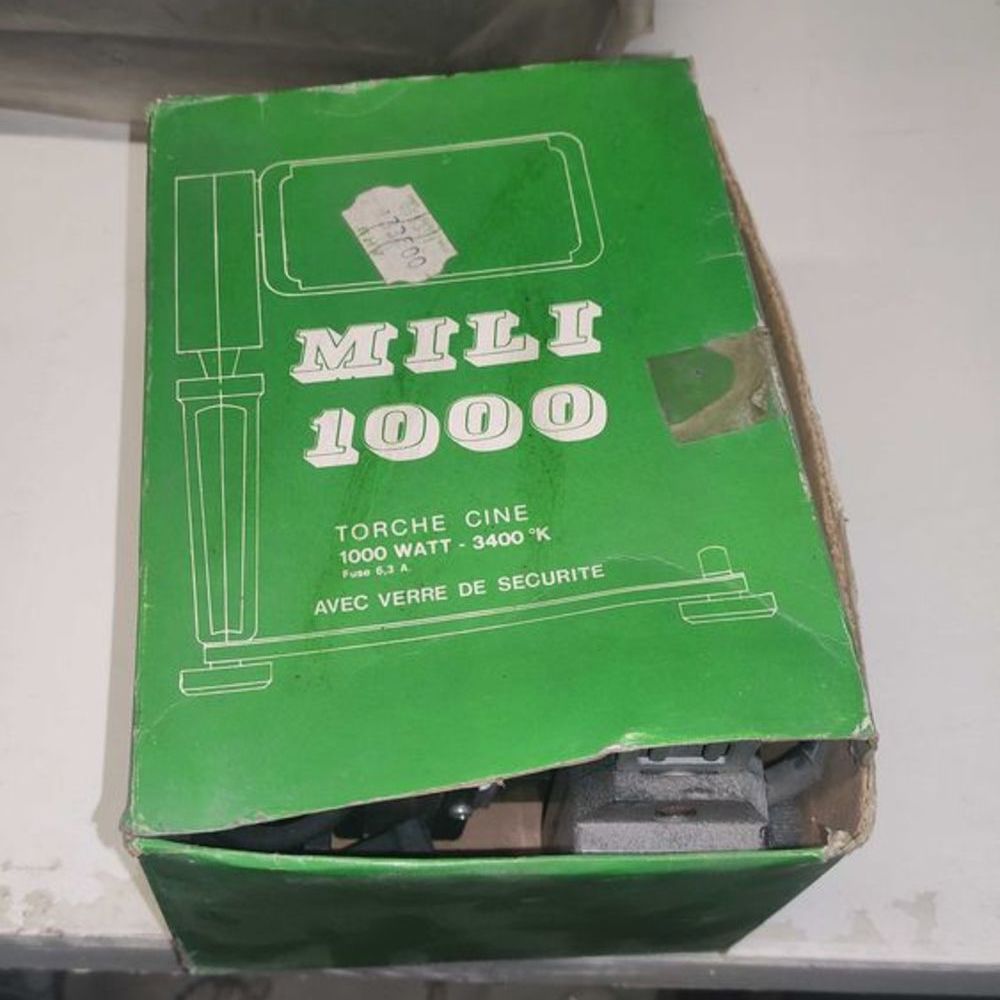 MILI
1000
TORCHE CINE
1000 WATT - 3400 °K
Fuse 6,3 A.
AVEC VERRE DE SECURITE